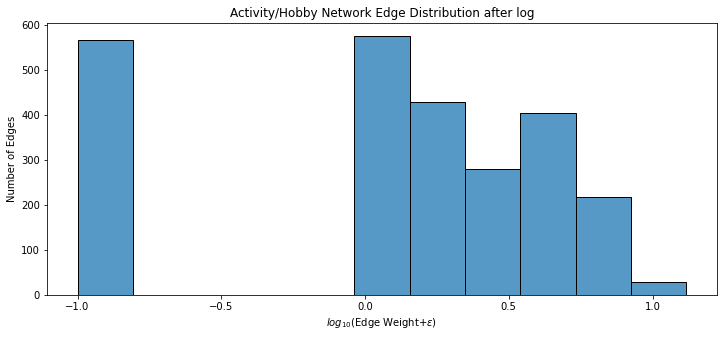 Activity/Hobby Network Edge Distribution after log
600
500
400
300
200
100
0
Number of Edges
−1.0 −0.5 0.0 0.5 1.0
log₁₀(Edge Weight+ε)